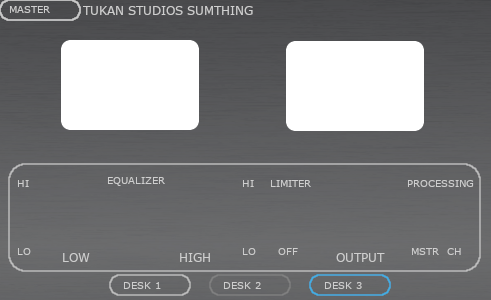 MASTER TUKAN STUDIOS SUMTHING
HI EQUALIZER HI LIMITER PROCESSING
LO LOW HIGH LO OFF OUTPUT MSTR CH
DESK 1 DESK 2 DESK 3